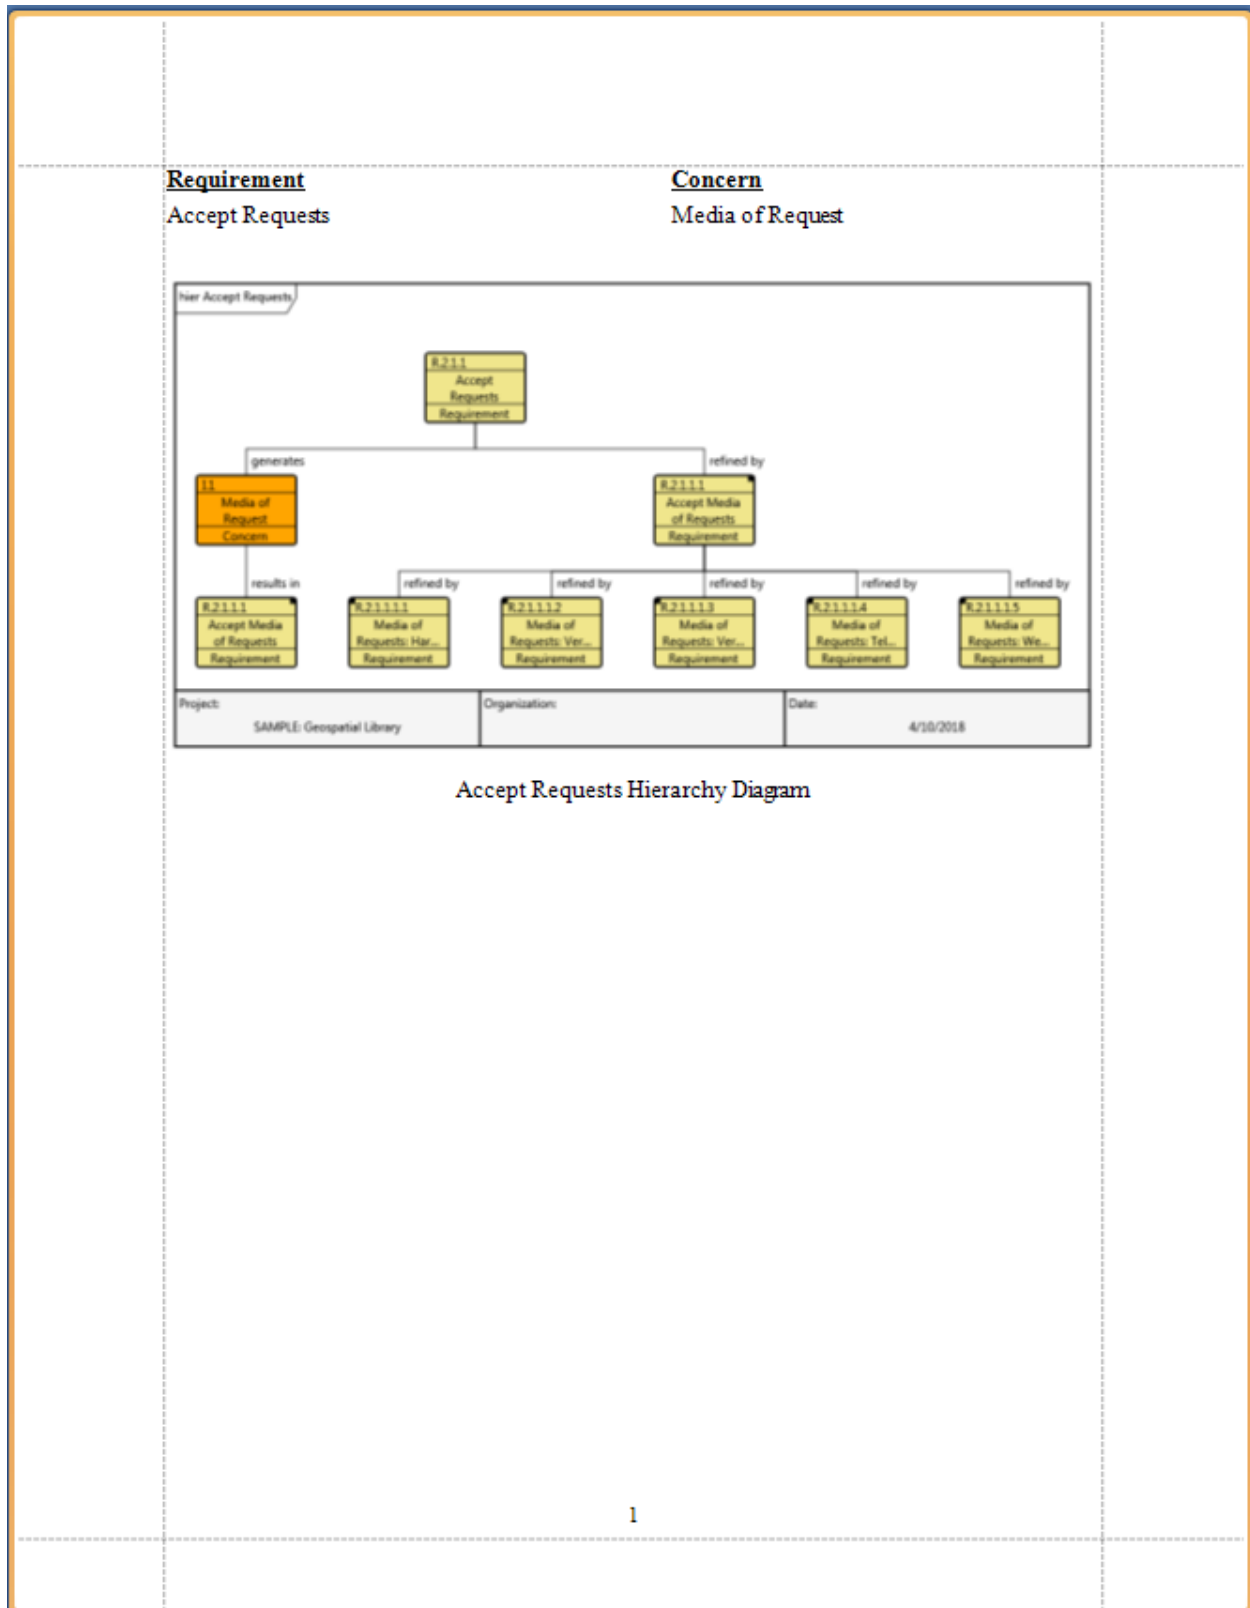 Requirement Concern
Accept Requests Media of Request
hier Accept Requests
R.2.1.1
Accept
Requests
Requirement
generates refined by
11
Media of
Request
Concern
R.2.1.1.1
Accept Media
of Requests
Requirement
results in refined by refined by refined by refined by refined by
R.2.1.1.1
Accept Media
of Requests
Requirement
R.2.1.1.1.1
Media of
Requests: Har...
Requirement
R.2.1.1.1.2
Media of
Requests: Ver...
Requirement
R.2.1.1.1.3
Media of
Requests: Ver...
Requirement
R.2.1.1.1.4
Media of
Requests: Tel...
Requirement
R.2.1.1.1.5
Media of
Requests: We...
Requirement
Project: Organization: Date:
SAMPLE: Geospatial Library 4/10/2018
Accept Requests Hierarchy Diagram
1